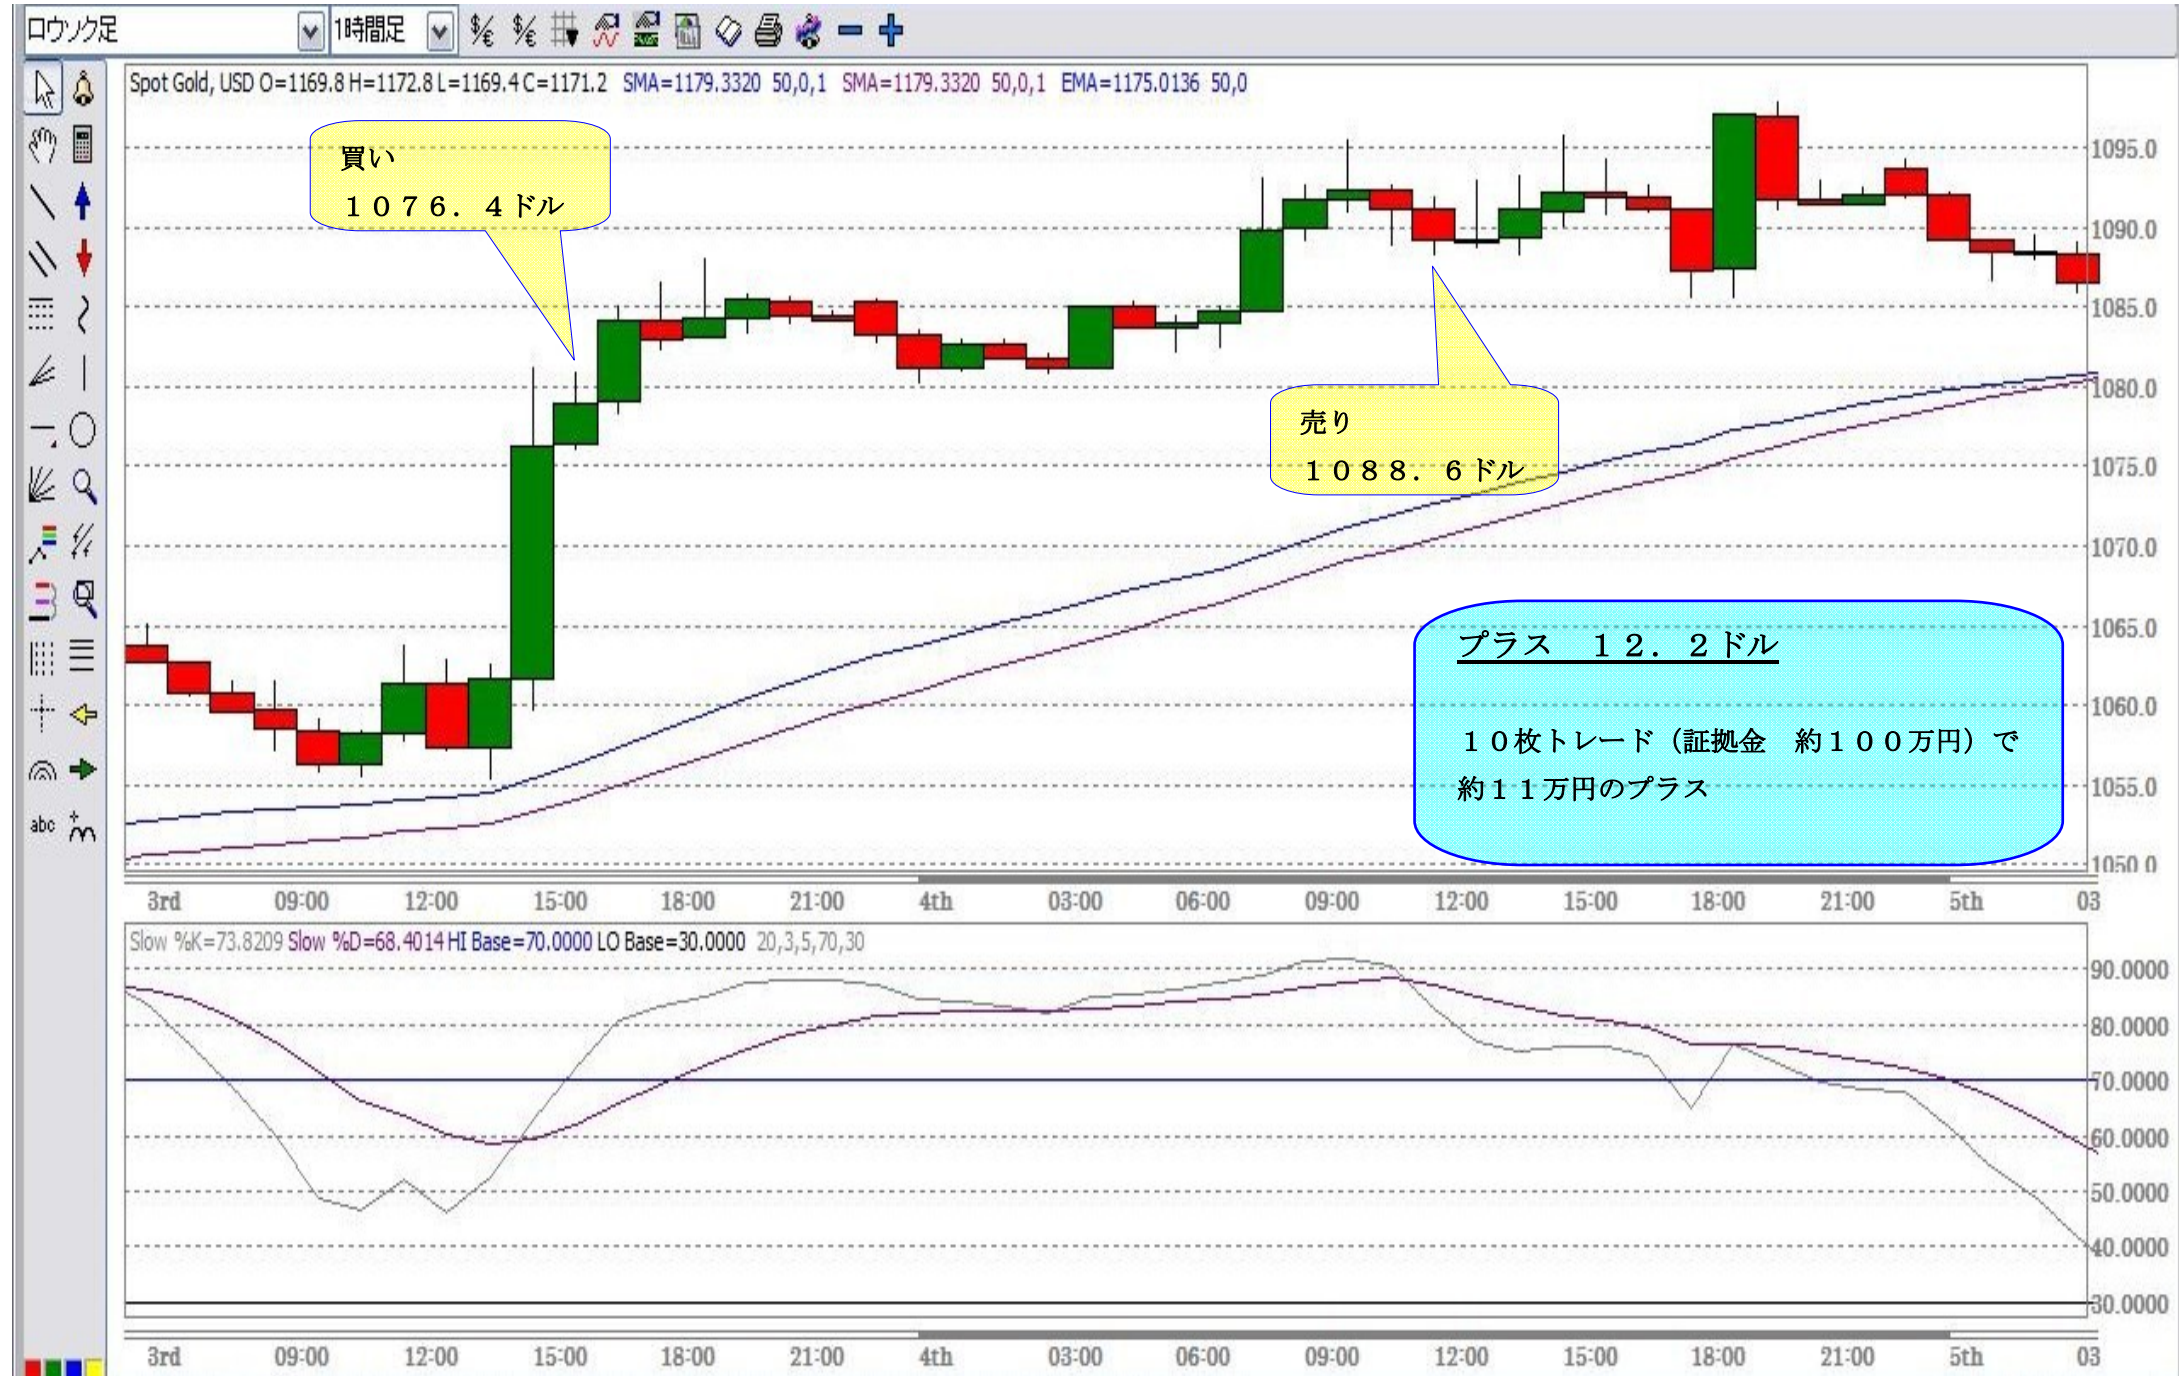 ロウソク足 1時間足
Spot Gold, USD O=1169.8 H=1172.8 L=1169.4 C=1171.2 SMA=1179.3320 50,0,1 SMA=1179.3320 50,0,1 EMA=1175.0136 50,0
買い
１０７６．４ドル
売り
１０８８．６ドル
プラス　１２．２ドル
１０枚トレード（証拠金　約１００万円）で
約１１万円のプラス
1095.0
1090.0
1085.0
1080.0
1075.0
1070.0
1065.0
1060.0
1055.0
1050.0
abc
3rd 09:00 12:00 15:00 18:00 21:00 4th 03:00 06:00 09:00 12:00 15:00 18:00 21:00 5th 03
Slow %K=73.8209 Slow %D=68.4014 HI Base=70.0000 LO Base=30.0000 20,3,5,70,30
90.0000
80.0000
70.0000
60.0000
50.0000
40.0000
30.0000
3rd 09:00 12:00 15:00 18:00 21:00 4th 03:00 06:00 09:00 12:00 15:00 18:00 21:00 5th 03